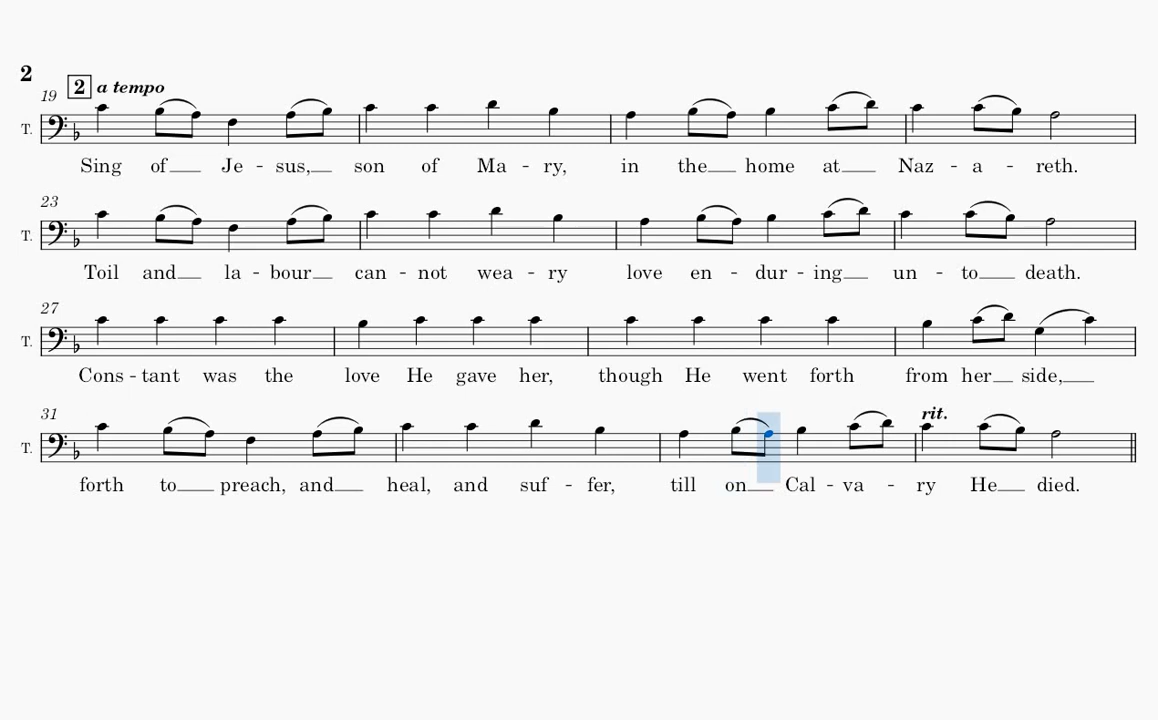 2
19 2 a tempo
T.
Sing of Je - sus, son of Ma - ry, in the home at Naz - a - reth.
23
T.
Toil and la - bour can - not wea - ry love en - dur - ing un - to death.
27
T.
Cons - tant was the love He gave her, though He went forth from her side,
31 rit.
T.
forth to preach, and heal, and suf - fer, till on Cal - va - ry He died.